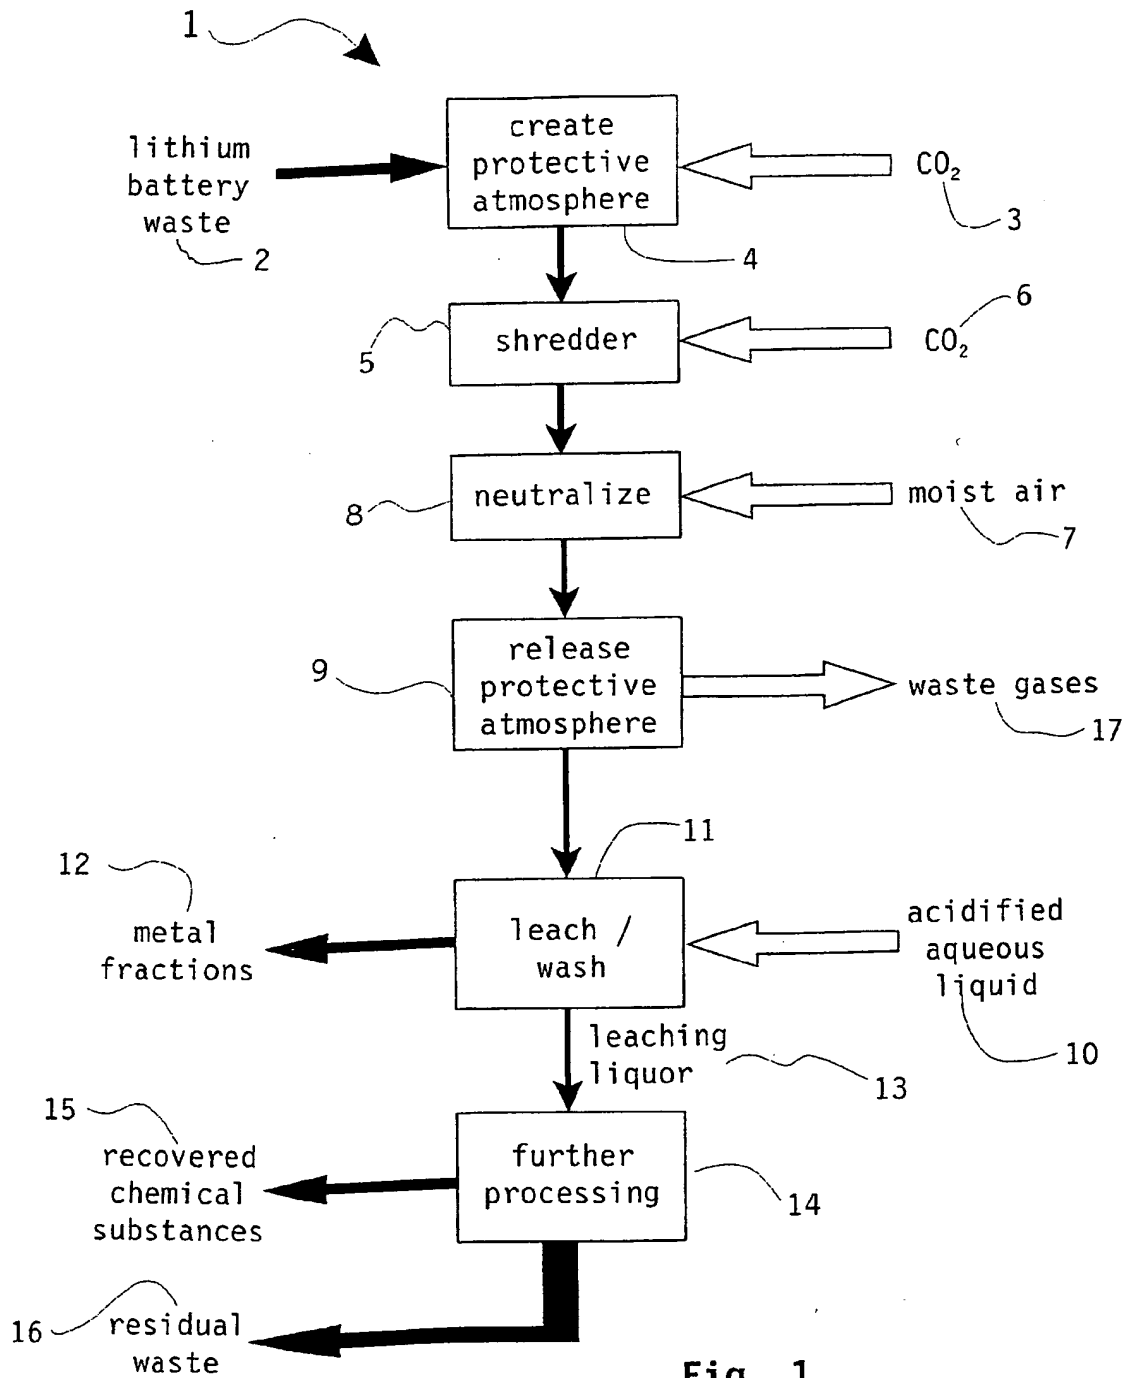 1
create
protective
atmosphere
lithium
battery
waste
2
CO₂
3
4
shredder
5
CO₂
6
neutralize
8
moist air
7
release
protective
atmosphere
9
waste gases
17
11
12
metal
fractions
leach /
wash
acidified
aqueous
liquid
10
leaching
liquor
13
15
recovered
chemical
substances
further
processing
14
16
residual
waste
Fig. 1